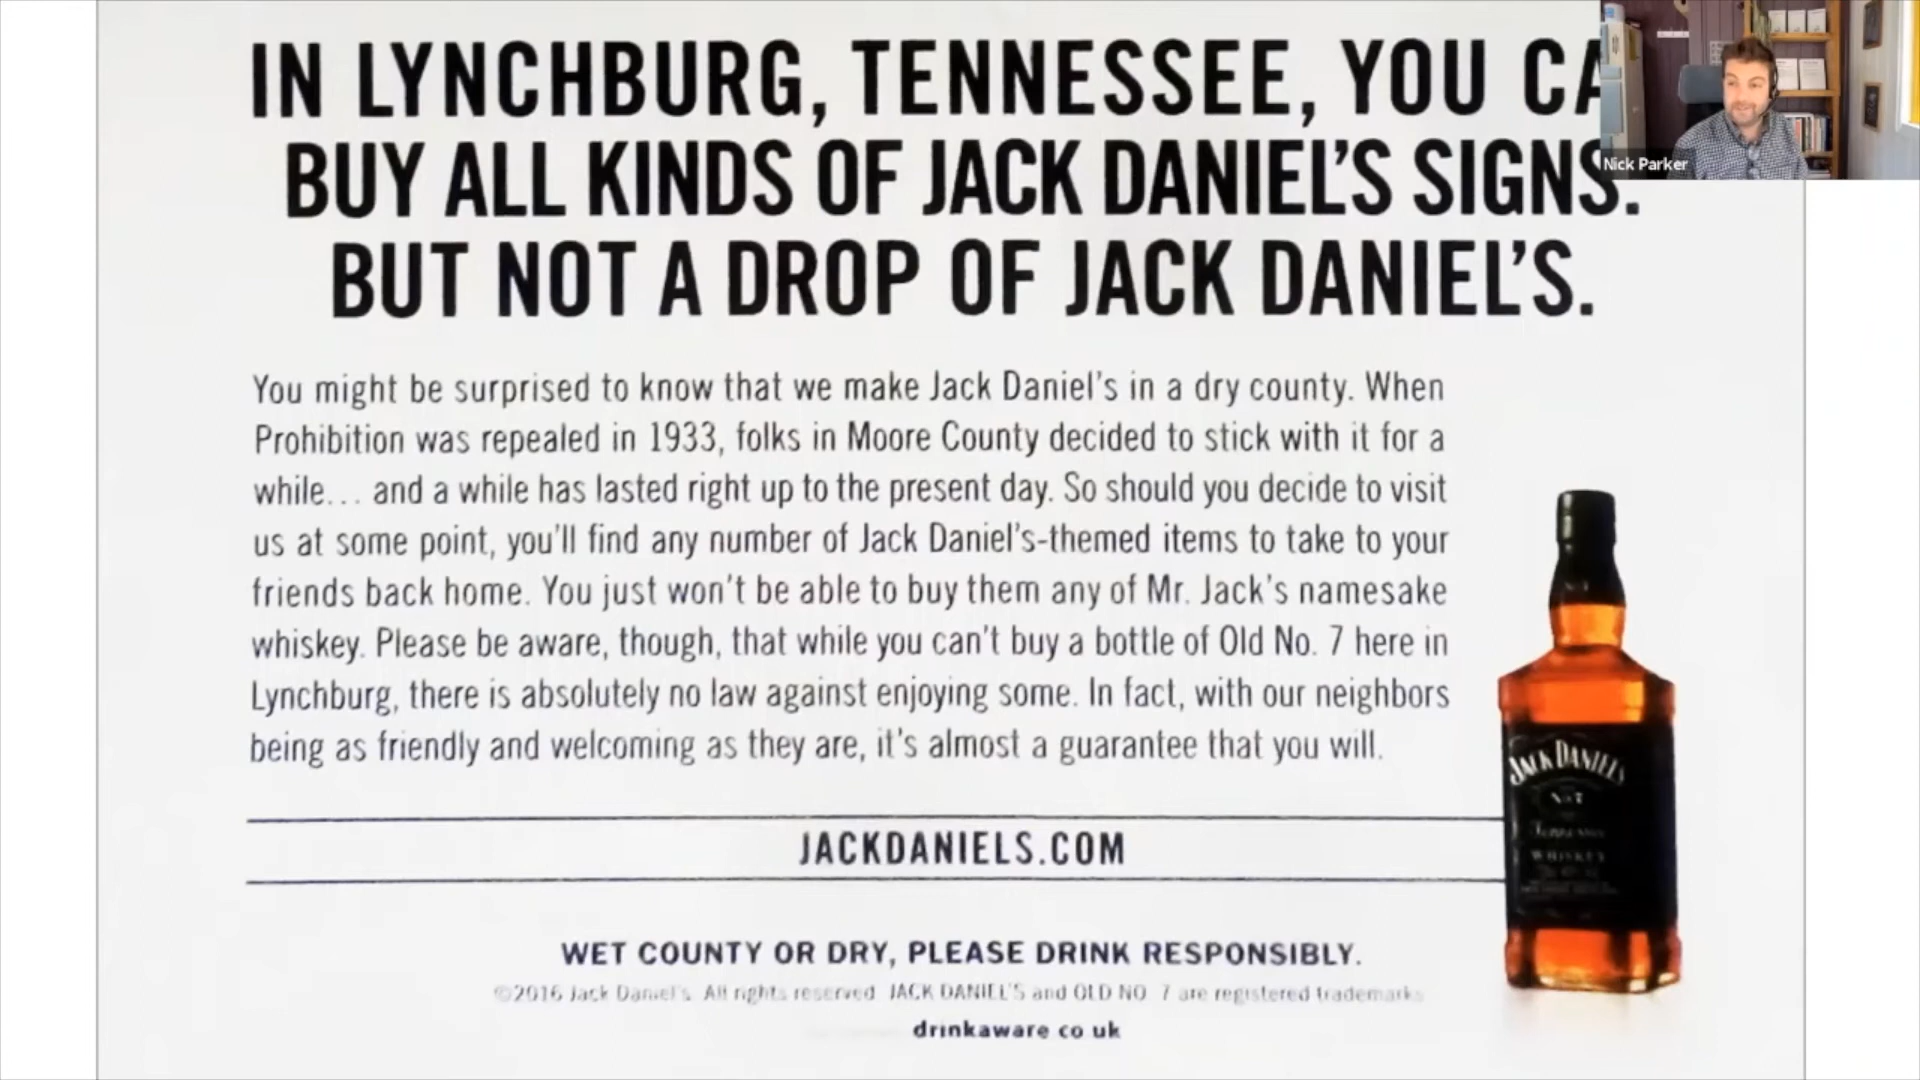 IN LYNCHBURG, TENNESSEE, YOU CA
BUY ALL KINDS OF JACK DANIEL'S SIGNS.
BUT NOT A DROP OF JACK DANIEL'S.
Nick Parker
You might be surprised to know that we make Jack Daniel's in a dry county. When
Prohibition was repealed in 1933, folks in Moore County decided to stick with it for a
while... and a while has lasted right up to the present day. So should you decide to visit
us at some point, you'll find any number of Jack Daniel's-themed items to take to your
friends back home. You just won't be able to buy them any of Mr. Jack's namesake
whiskey. Please be aware, though, that while you can't buy a bottle of Old No. 7 here in
Lynchburg, there is absolutely no law against enjoying some. In fact, with our neighbors
being as friendly and welcoming as they are, it's almost a guarantee that you will.
JACK DANIEL'S
No 7
Tennessee
WHISKEY
JACKDANIELS.COM
WET COUNTY OR DRY, PLEASE DRINK RESPONSIBLY.
©2016 Jack Daniel's. All rights reserved. JACK DANIEL'S and OLD NO. 7 are registered trademarks
drinkaware.co.uk